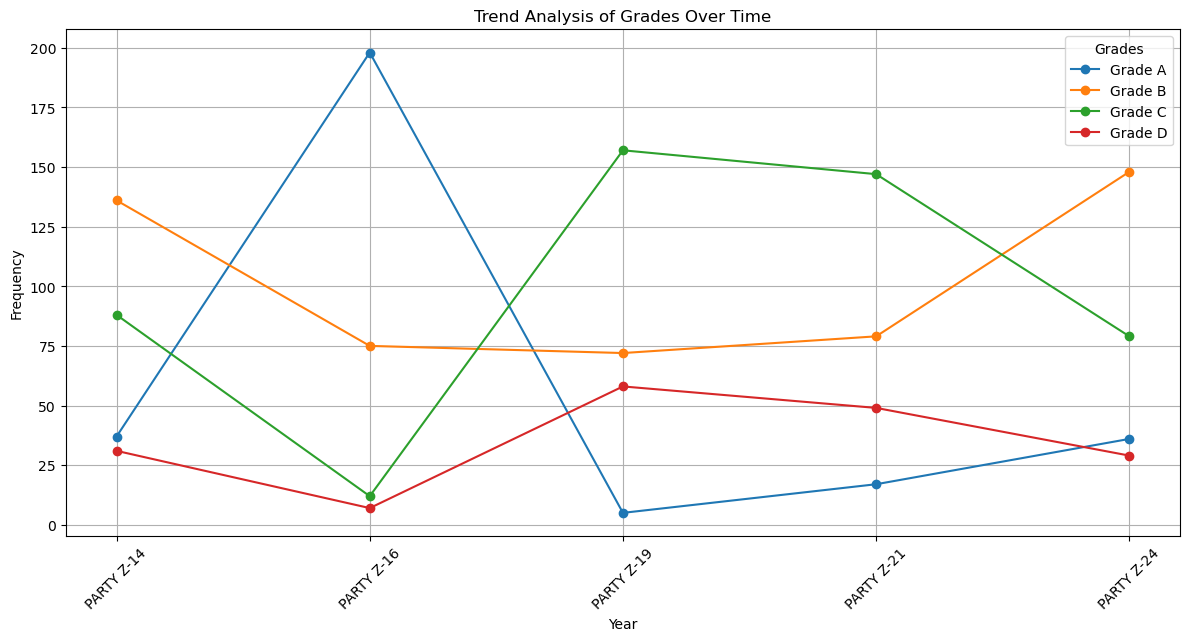 Trend Analysis of Grades Over Time
Grades
Grade A
Grade B
Grade C
Grade D
Frequency
200
175
150
125
100
75
50
25
0
PARTY Z-14
PARTY Z-16
PARTY Z-19
PARTY Z-21
PARTY Z-24
Year